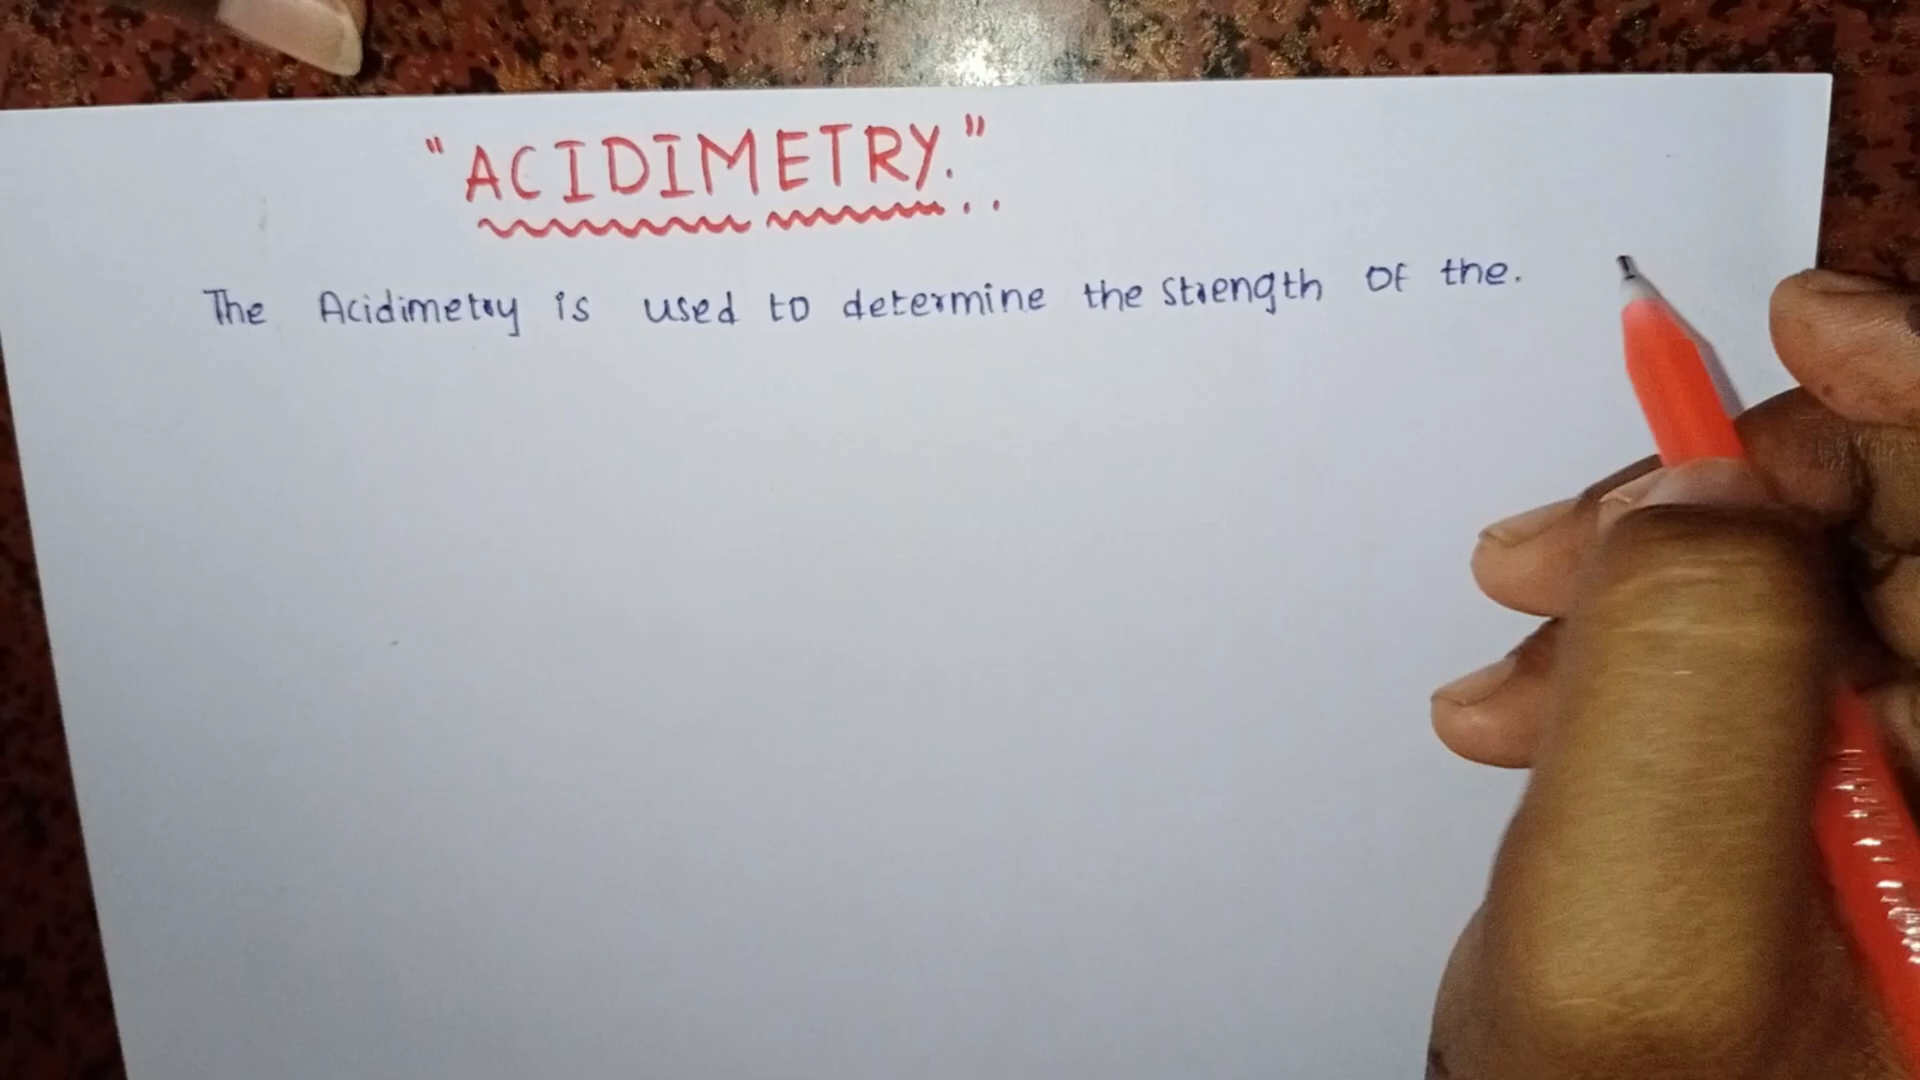 "ACIDIMETRY."
The Acidimetry is used to determine the strength OF the.